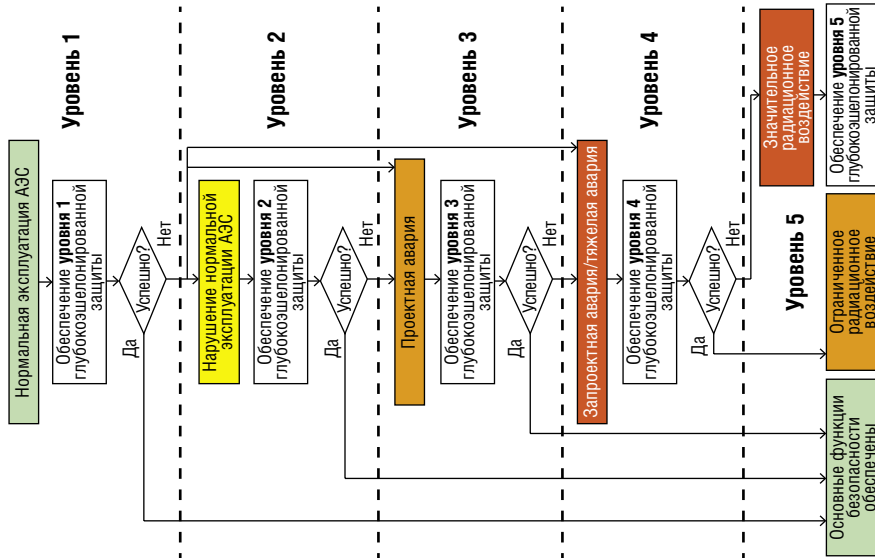 Нормальная эксплуатация АЭС
Уровень 1
Обеспечение уровня 1
глубокоэшелонированной
защиты
Успешно?
Да
Нет
Уровень 2
Нарушение нормальной
эксплуатации АЭС
Обеспечение уровня 2
глубокоэшелонированной
защиты
Успешно?
Да
Нет
Уровень 3
Проектная авария
Обеспечение уровня 3
глубокоэшелонированной
защиты
Успешно?
Да
Нет
Уровень 4
Запроектная авария/тяжелая авария
Обеспечение уровня 4
глубокоэшелонированной
защиты
Успешно?
Да
Нет
Уровень 5
Основные функции
безопасности
обеспечены
Ограниченное
радиационное
воздействие
Значительное
радиационное
воздействие
Обеспечение уровня 5
глубокоэшелонированной
защиты